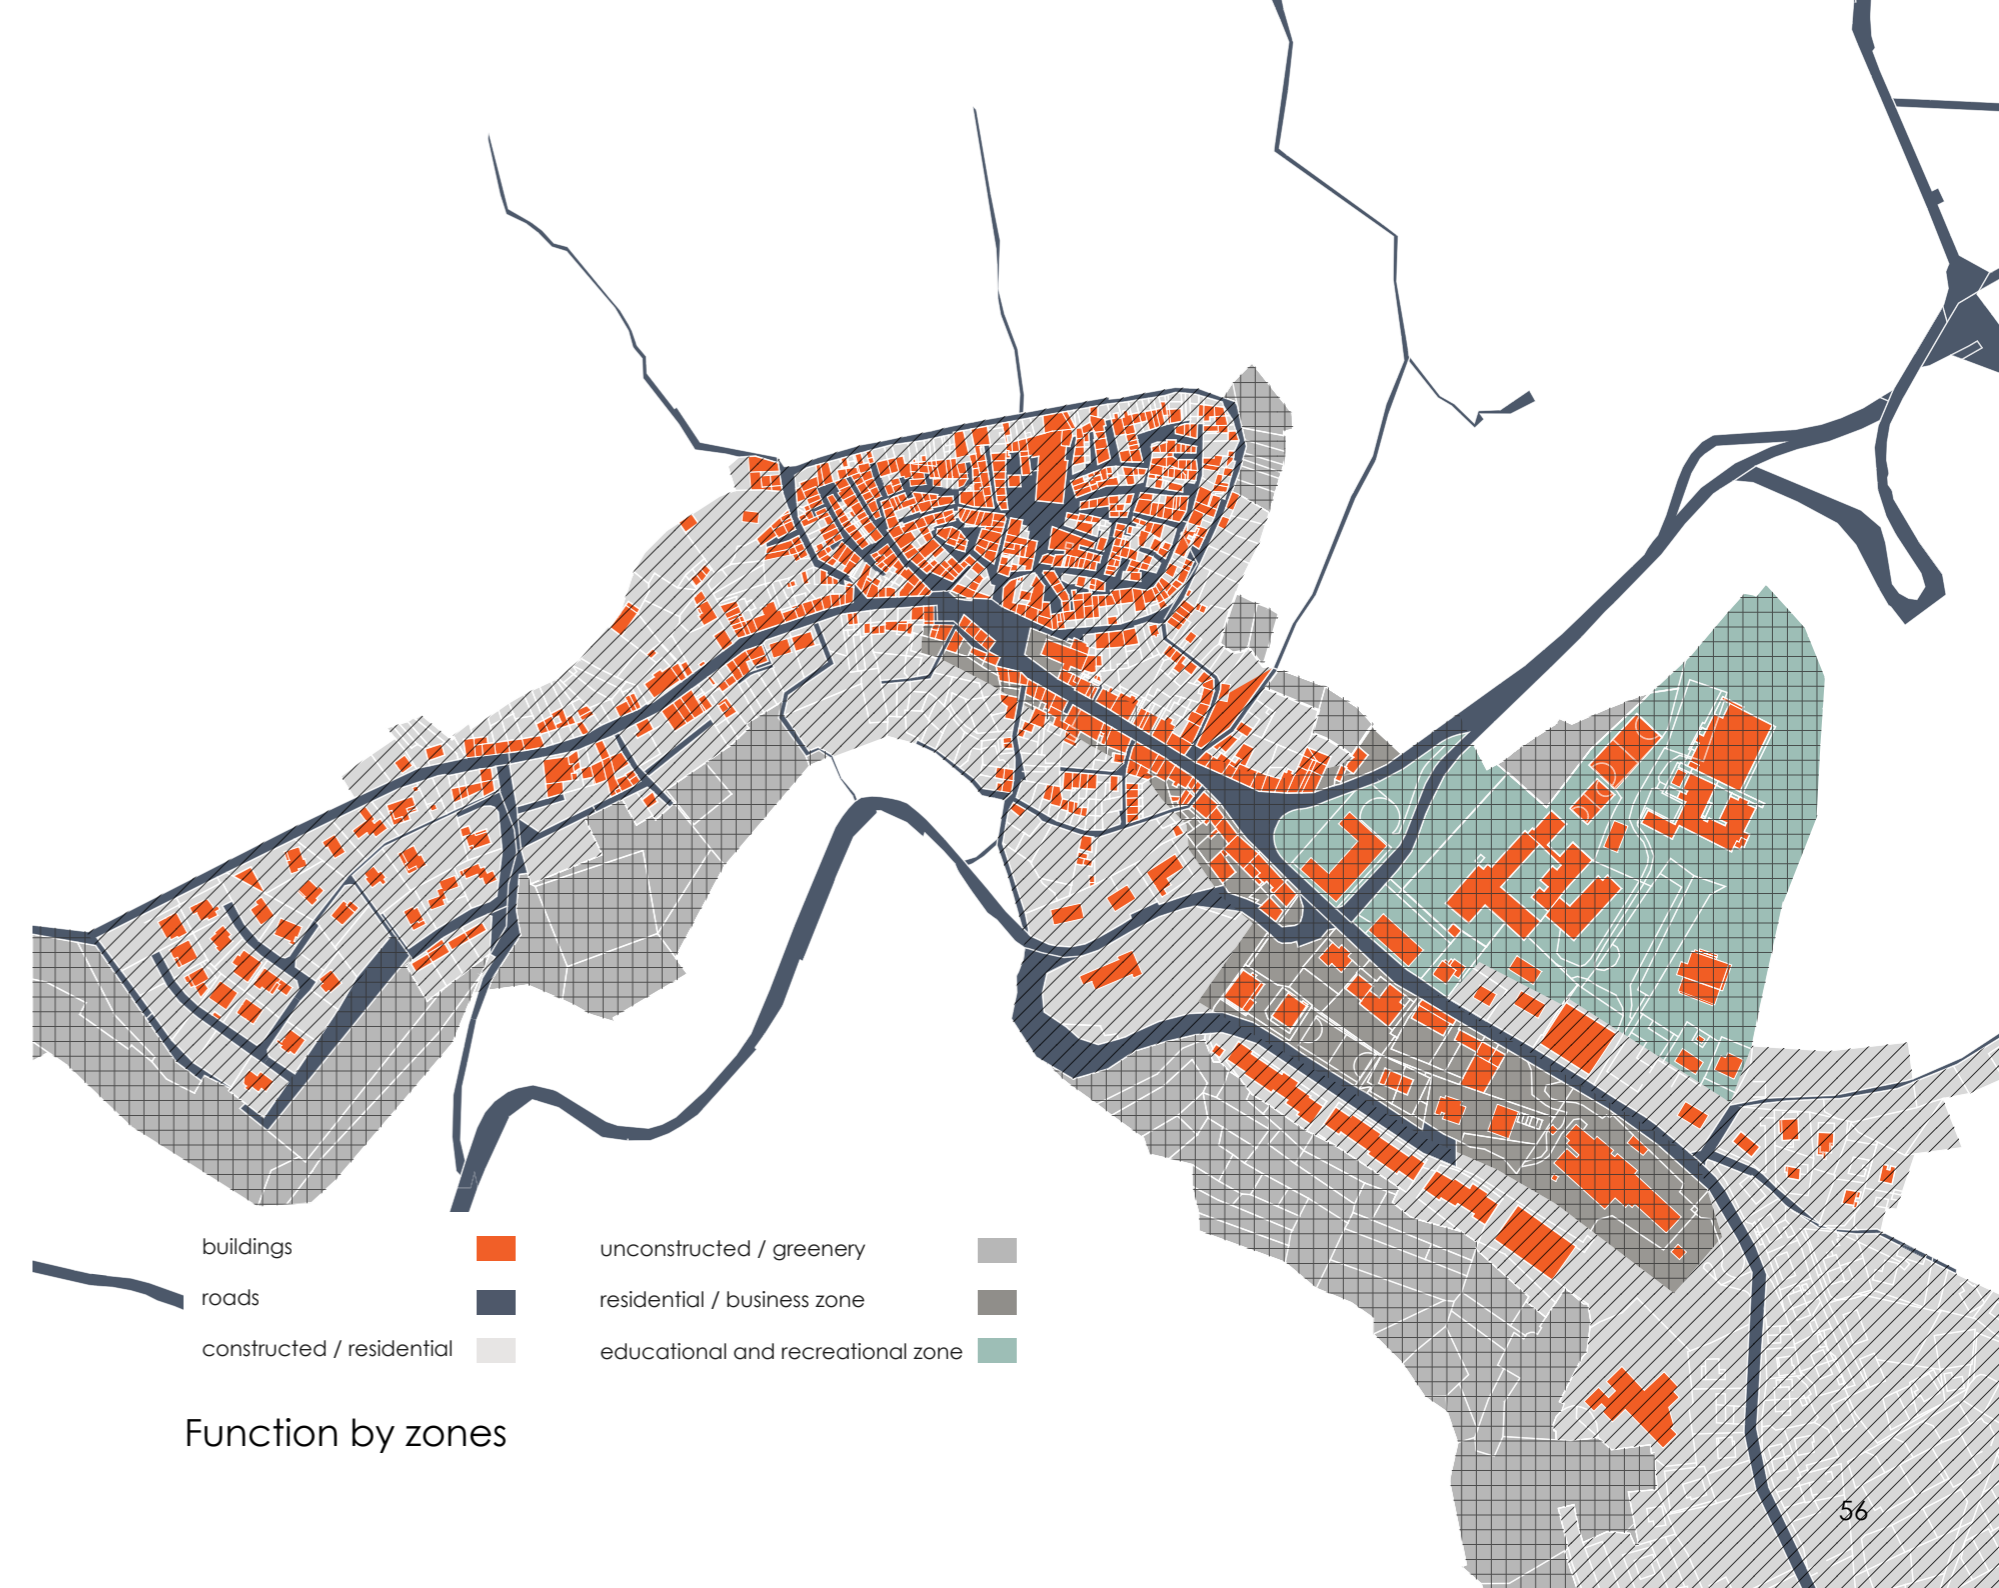 buildings
roads
constructed / residential
unconstructed / greenery
residential / business zone
educational and recreational zone
Function by zones
56